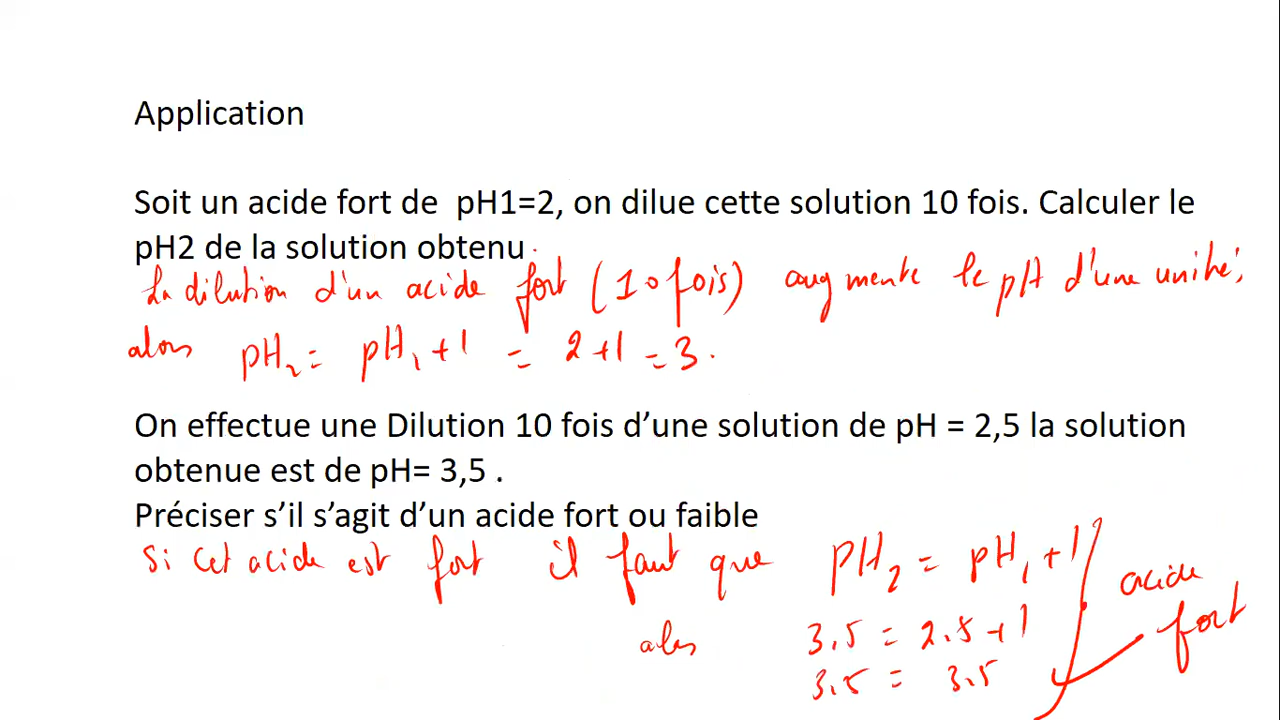 Application
Soit un acide fort de pH1=2, on dilue cette solution 10 fois. Calculer le
pH2 de la solution obtenu
La dilution d'un acide fort (10 fois) augmente le pH d'une unité;
alors pH₂ = pH₁ + 1 = 2 + 1 = 3.
On effectue une Dilution 10 fois d’une solution de pH = 2,5 la solution
obtenue est de pH= 3,5 .
Préciser s’il s’agit d’un acide fort ou faible
Si cet acide est fort il faut que pH₂ = pH₁ + 1
alors 3.5 = 2.5 + 1
3.5 = 3.5
acide
fort